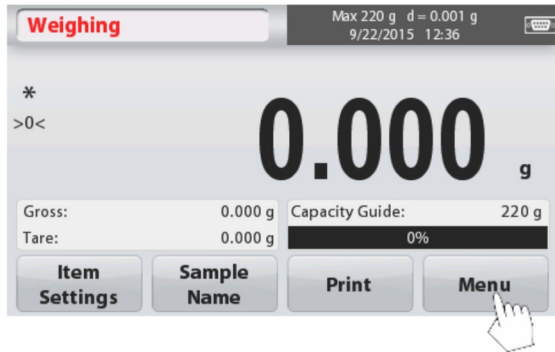 Weighing
Max 220 g d = 0.001 g
9/22/2015 12:36
*
>0<
0.000 g
Gross: 0.000 g
Tare: 0.000 g
Capacity Guide: 220 g
0%
Item Settings
Sample Name
Print
Menu